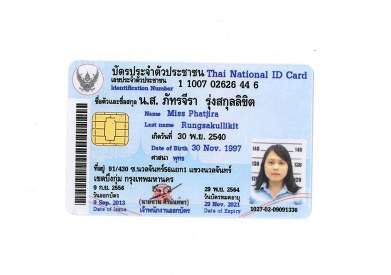 บัตรประจำตัวประชาชน Thai National ID Card
เลขประจำตัวประชาชน
Identification Number 1 1007 02626 44 6
ชื่อตัวและชื่อสกุล น.ส. ภัทรจีรา รุ่งสกุลลิขิต
Name Miss Phatjira
Last name Rungsakullikit
เกิดวันที่ 30 พ.ย. 2540
Date of Birth 30 Nov. 1997
ศาสนา พุทธ
ที่อยู่ 91/430 ซ.นวลจันทร์56แยก1 แขวงนวลจันทร์
เขตบึงกุ่ม กรุงเทพมหานคร
9 ก.ย. 2556
วันออกบัตร
9 Sep. 2013
Date of Issue
เจ้าพนักงานออกบัตร
29 พ.ย. 2564
วันบัตรหมดอายุ
29 Nov. 2021
Date of Expiry
1027-02-09091338